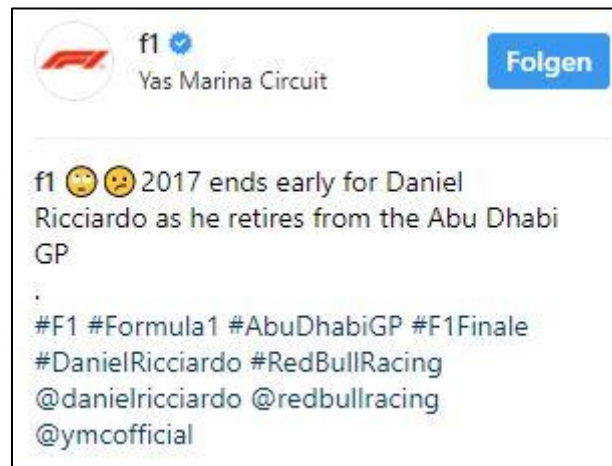 f1
Yas Marina Circuit
Folgen
f1 🙄😕 2017 ends early for Daniel
Ricciardo as he retires from the Abu Dhabi
GP
.
#F1 #Formula1 #AbuDhabiGP #F1Finale
#DanielRicciardo #RedBullRacing
@danielricciardo @redbullracing
@ymcofficial